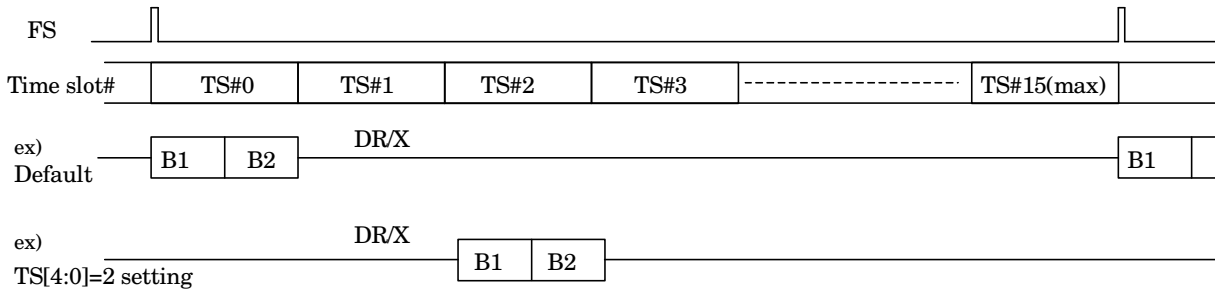 FS
Time slot# TS#0 TS#1 TS#2 TS#3 TS#15(max)
ex)
Default
DR/X
B1 B2 B1
ex)
TS[4:0]=2 setting
DR/X
B1 B2